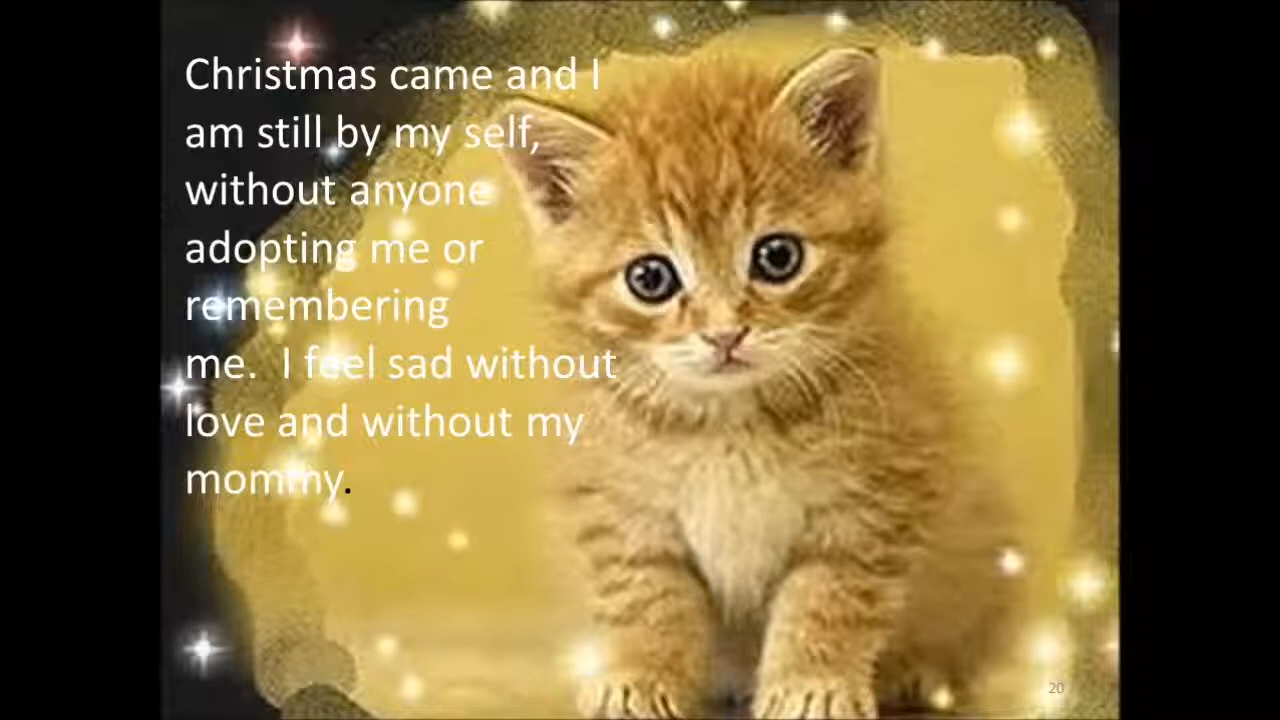 Christmas came and I
am still by my self,
without anyone
adopting me or
remembering
me.  I feel sad without
love and without my
mommy.
20